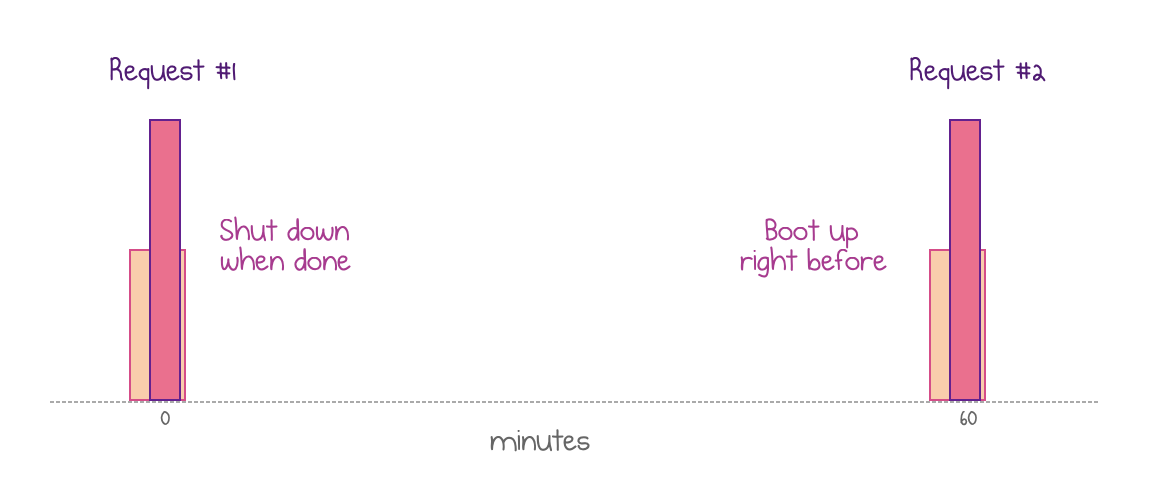 Request #1
Request #2
Shut down
when done
Boot up
right before
0
60
minutes